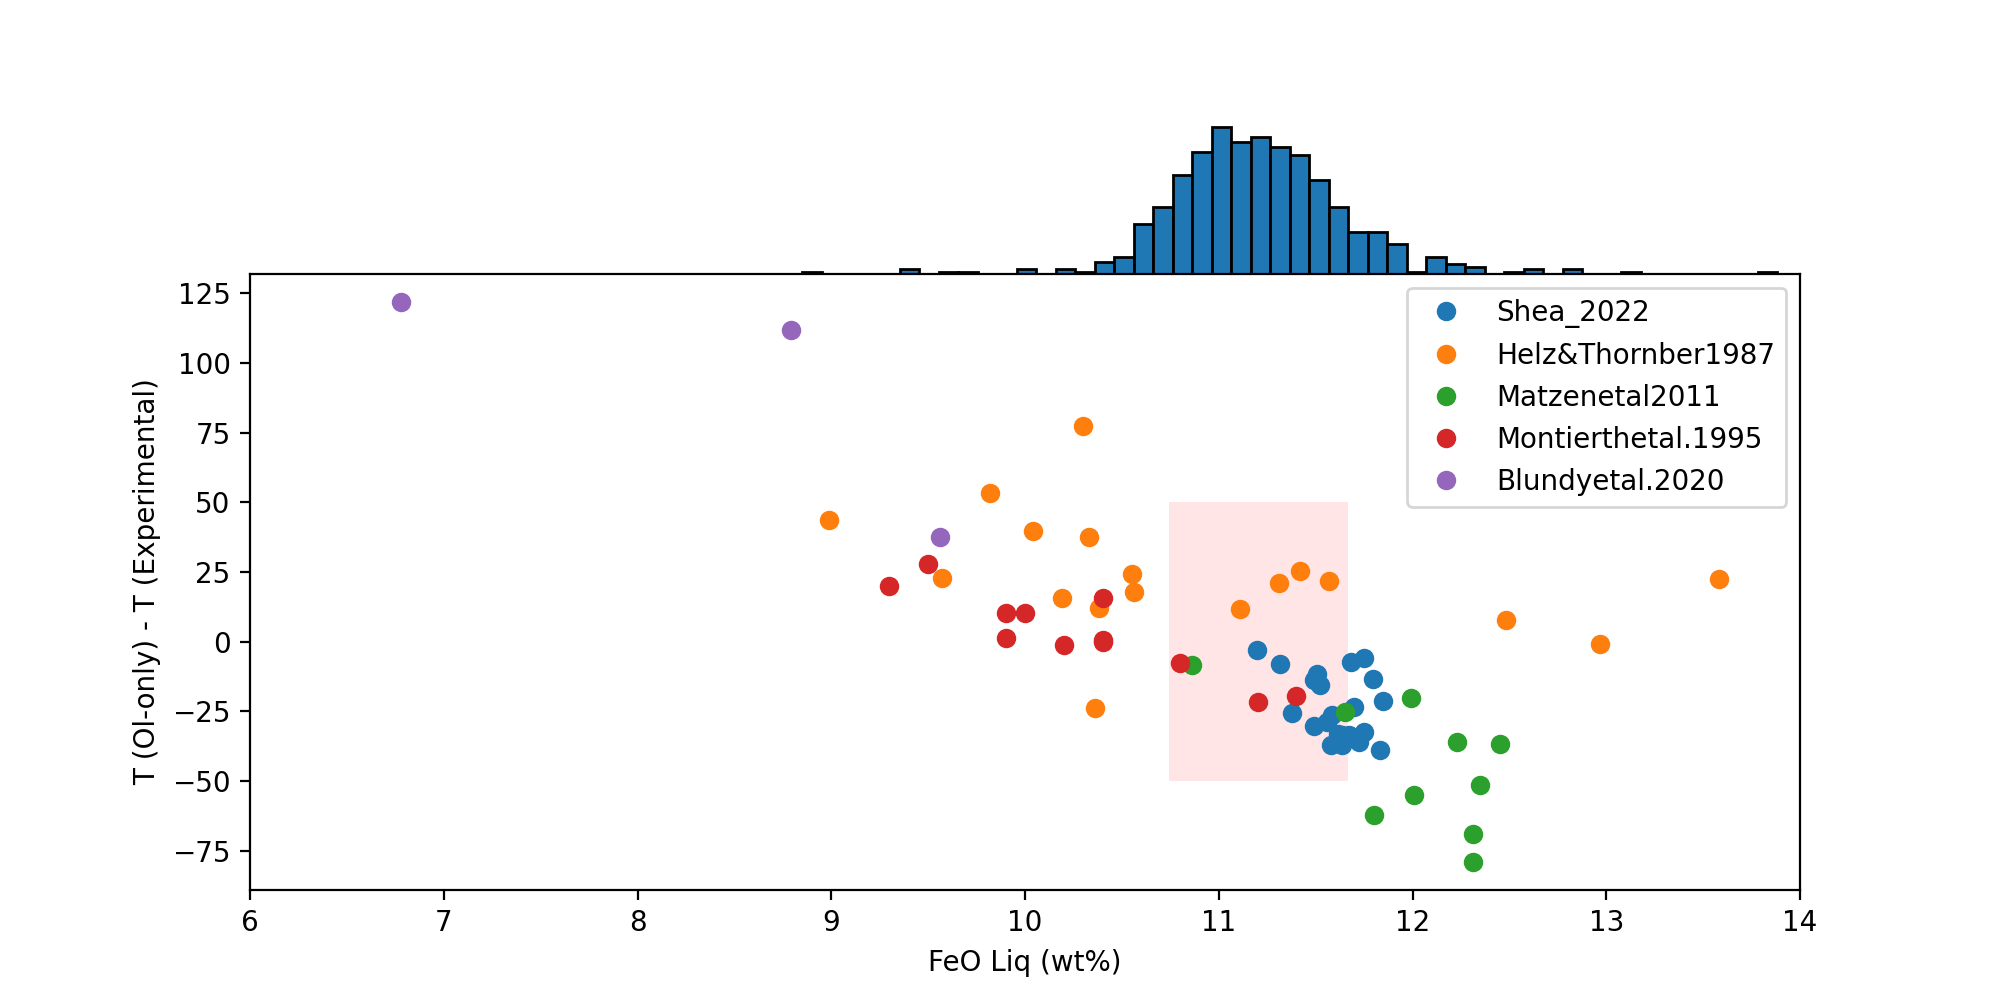 125
100
75
50
25
0
−25
−50
−75
T (Ol-only) - T (Experimental)
Shea_2022
Helz&Thornber1987
Matzenetal2011
Montierthetal.1995
Blundyetal.2020
6 7 8 9 10 11 12 13 14
FeO Liq (wt%)